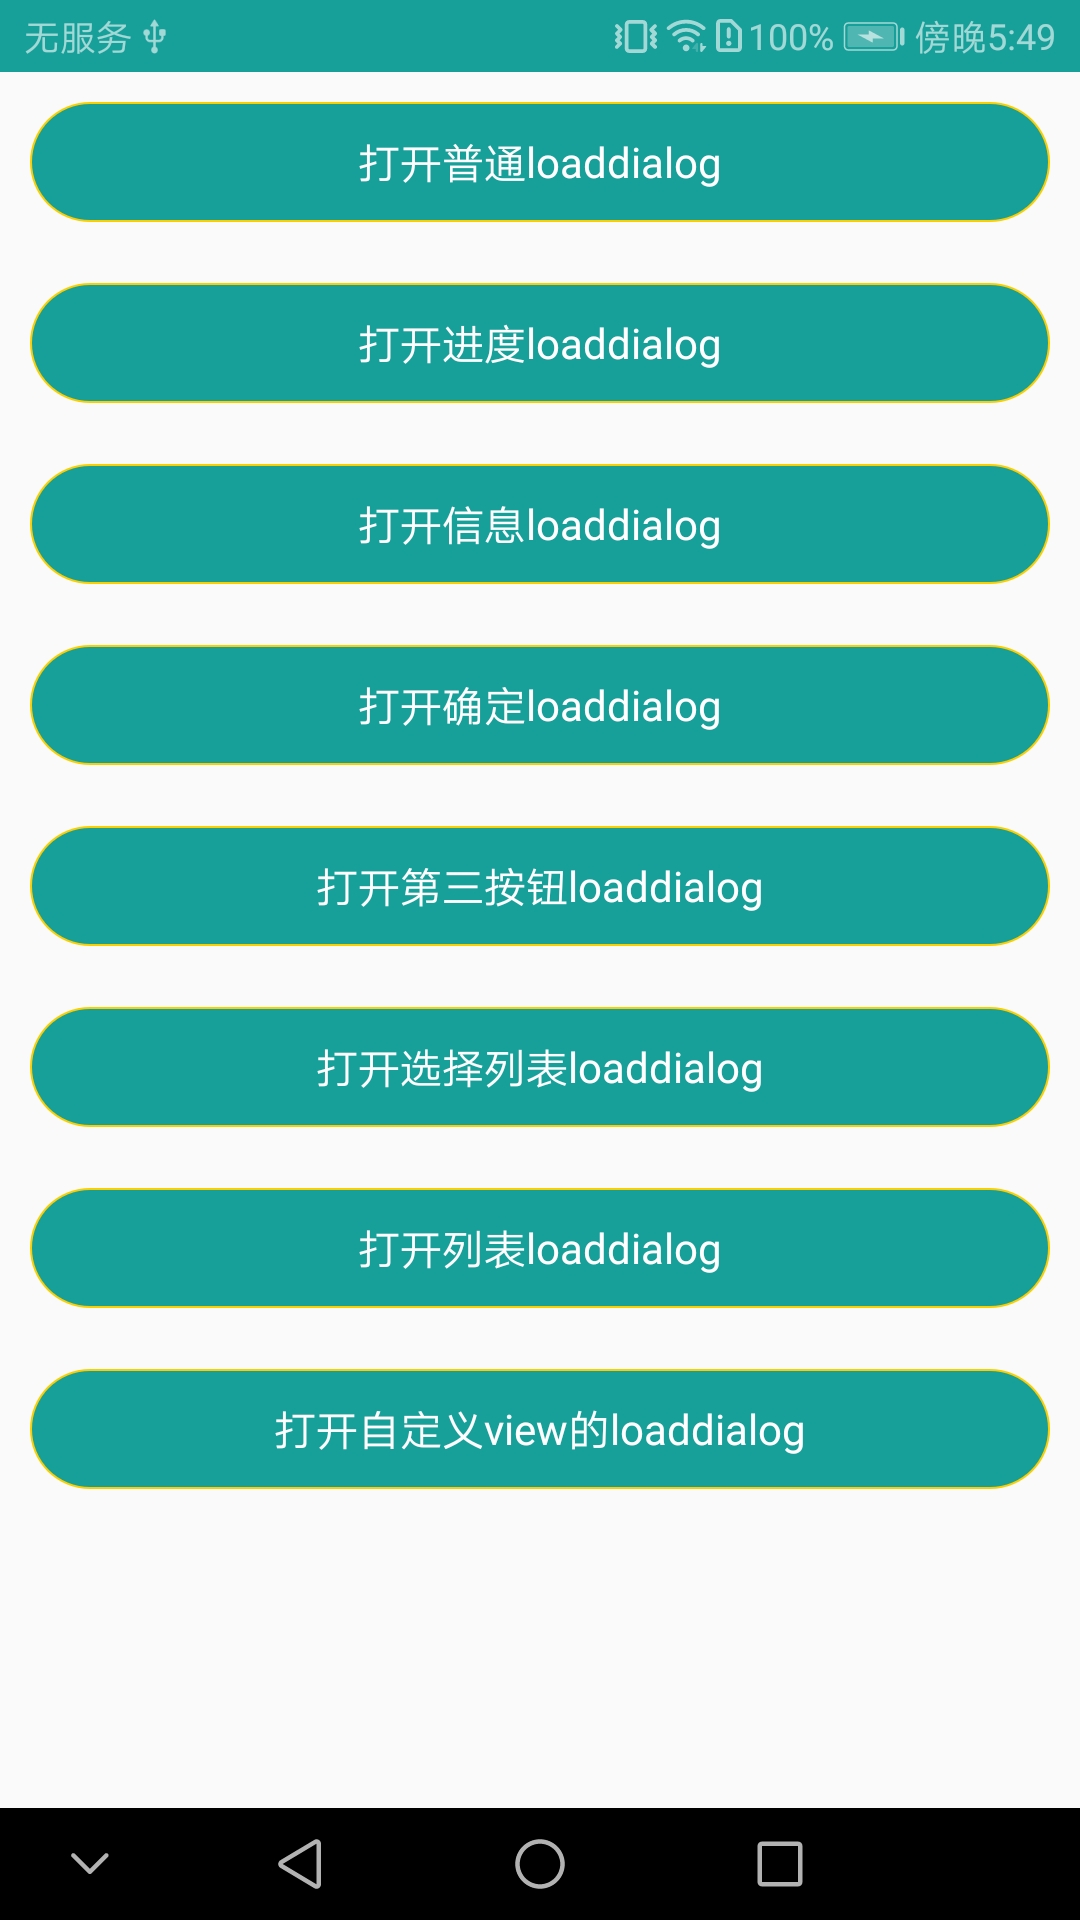 无服务 100% 傍晚5:49
打开普通loaddialog
打开进度loaddialog
打开信息loaddialog
打开确定loaddialog
打开第三按钮loaddialog
打开选择列表loaddialog
打开列表loaddialog
打开自定义view的loaddialog